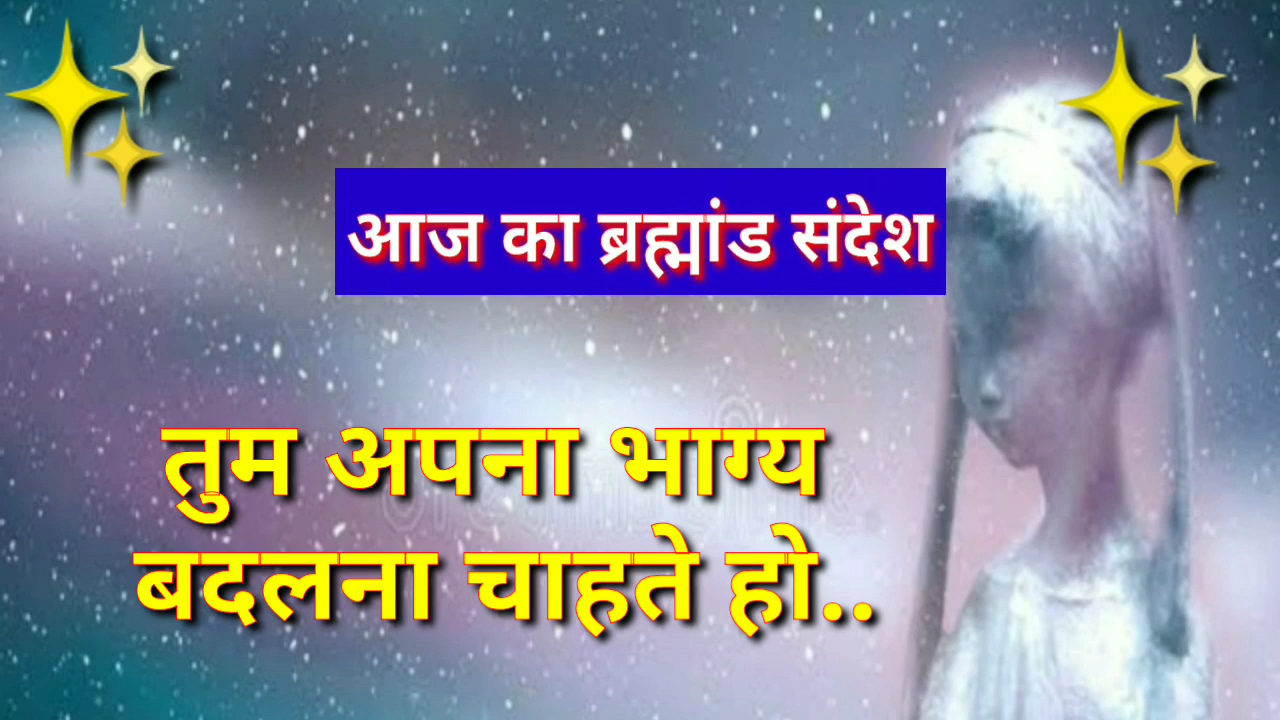 आज का ब्रह्मांड संदेश
तुम अपना भाग्य
बदलना चाहते हो..